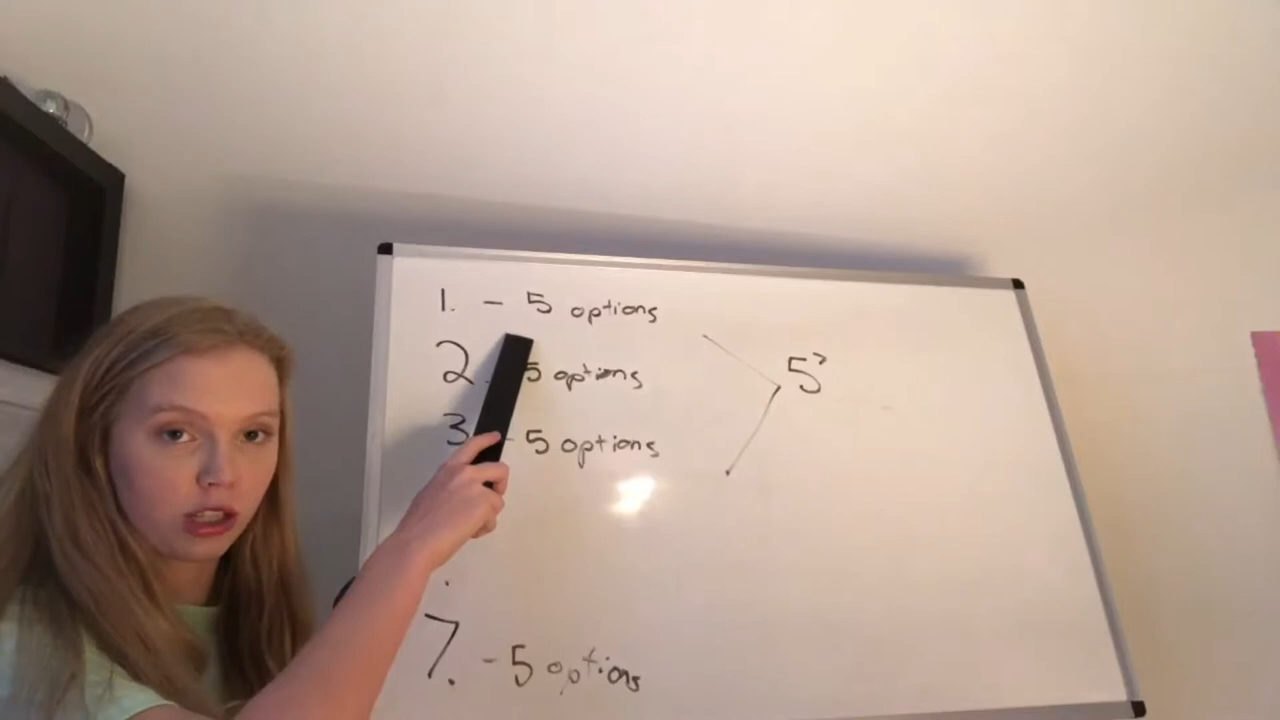 1. - 5 options
2. 5 options
3 - 5 options
5⁷
.
7. - 5 options